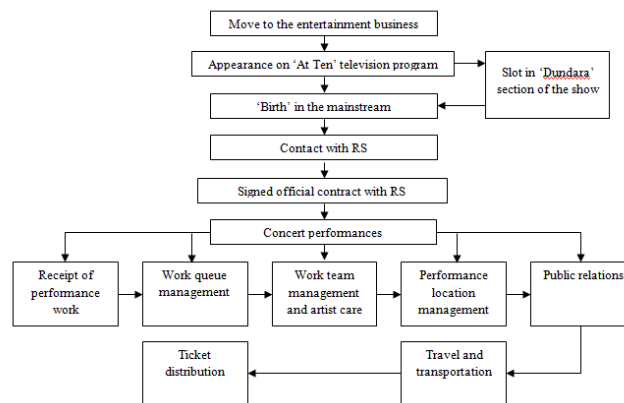 Move to the entertainment business
Appearance on ‘At Ten’ television program
Slot in ‘Dundara’
section of the show
‘Birth’ in the mainstream
Contact with RS
Signed official contract with RS
Concert performances
Receipt of
performance
work
Work queue
management
Work team
management
and artist care
Performance
location
management
Public relations
Ticket
distribution
Travel and
transportation